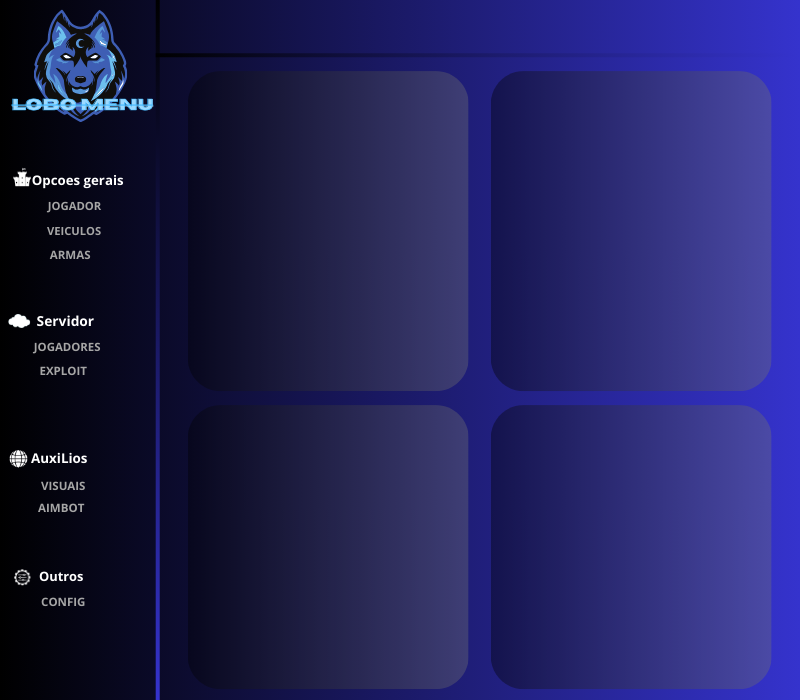 LOBO MENU
Opcoes gerais
JOGADOR
VEICULOS
ARMAS
Servidor
JOGADORES
EXPLOIT
AuxiLios
VISUAIS
AIMBOT
Outros
CONFIG